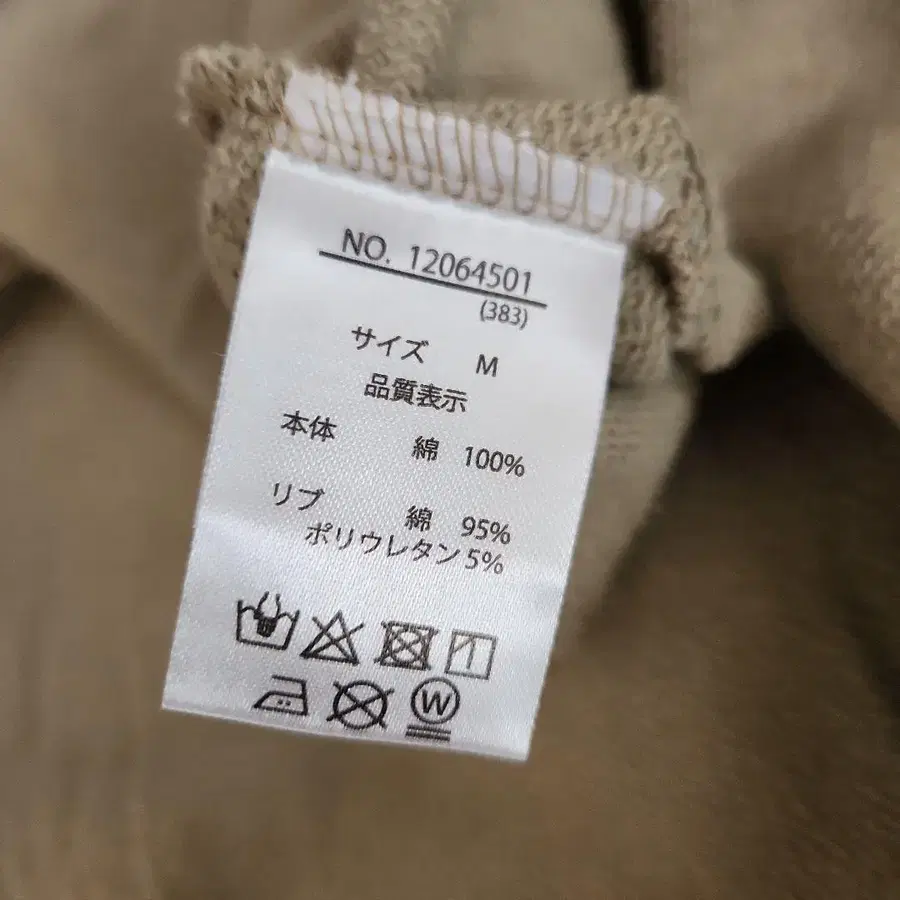 NO. 12064501
(383)
サイズ M
品質表示
本体 綿 100%
リブ 綿 95%
ポリウレタン 5%
W